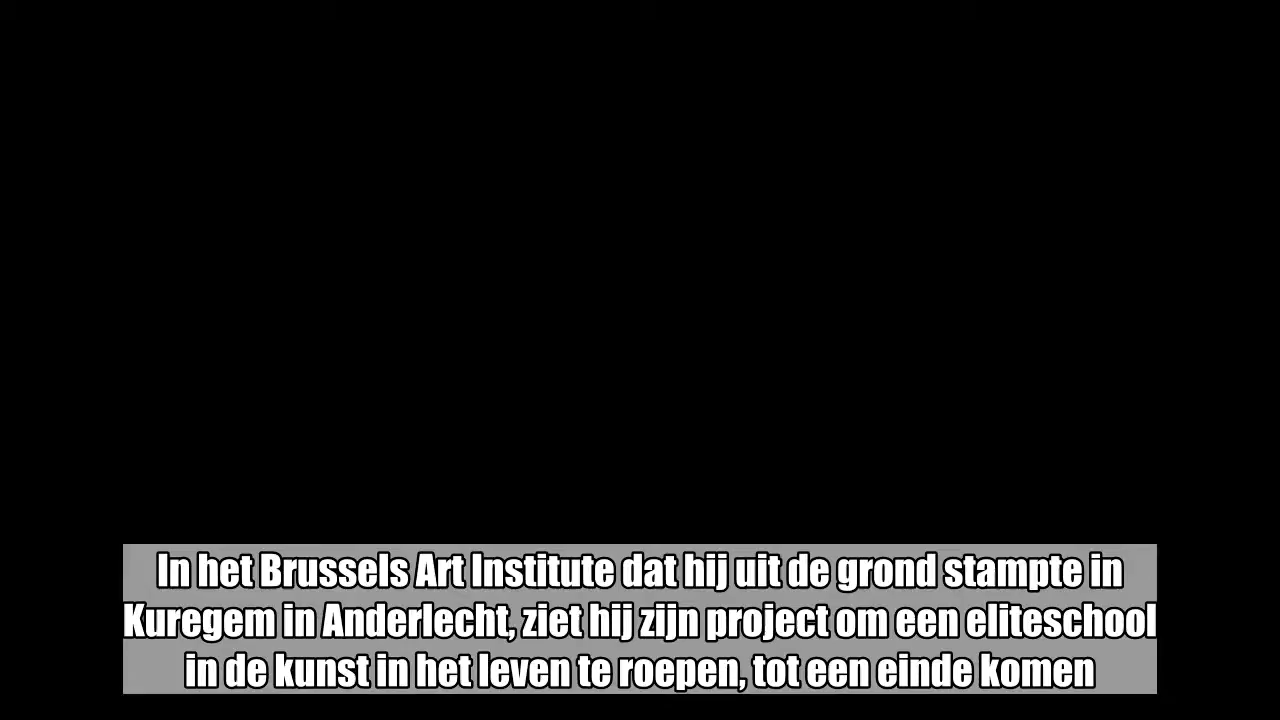 In het Brussels Art Institute dat hij uit de grond stampte in
Kuregem in Anderlecht, ziet hij zijn project om een eliteschool
in de kunst in het leven te roepen, tot een einde komen